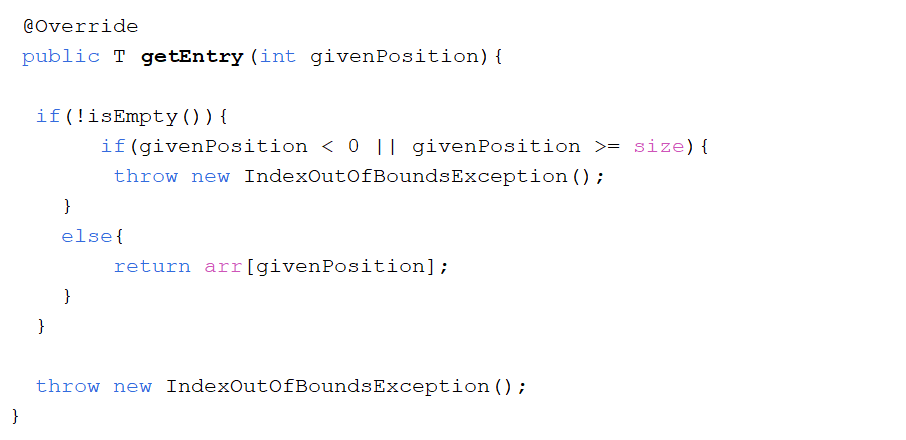 @Override
public T getEntry(int givenPosition){
if(!isEmpty()){
if(givenPosition < 0 || givenPosition >= size){
throw new IndexOutOfBoundsException();
}
else{
return arr[givenPosition];
}
}
throw new IndexOutOfBoundsException();
}